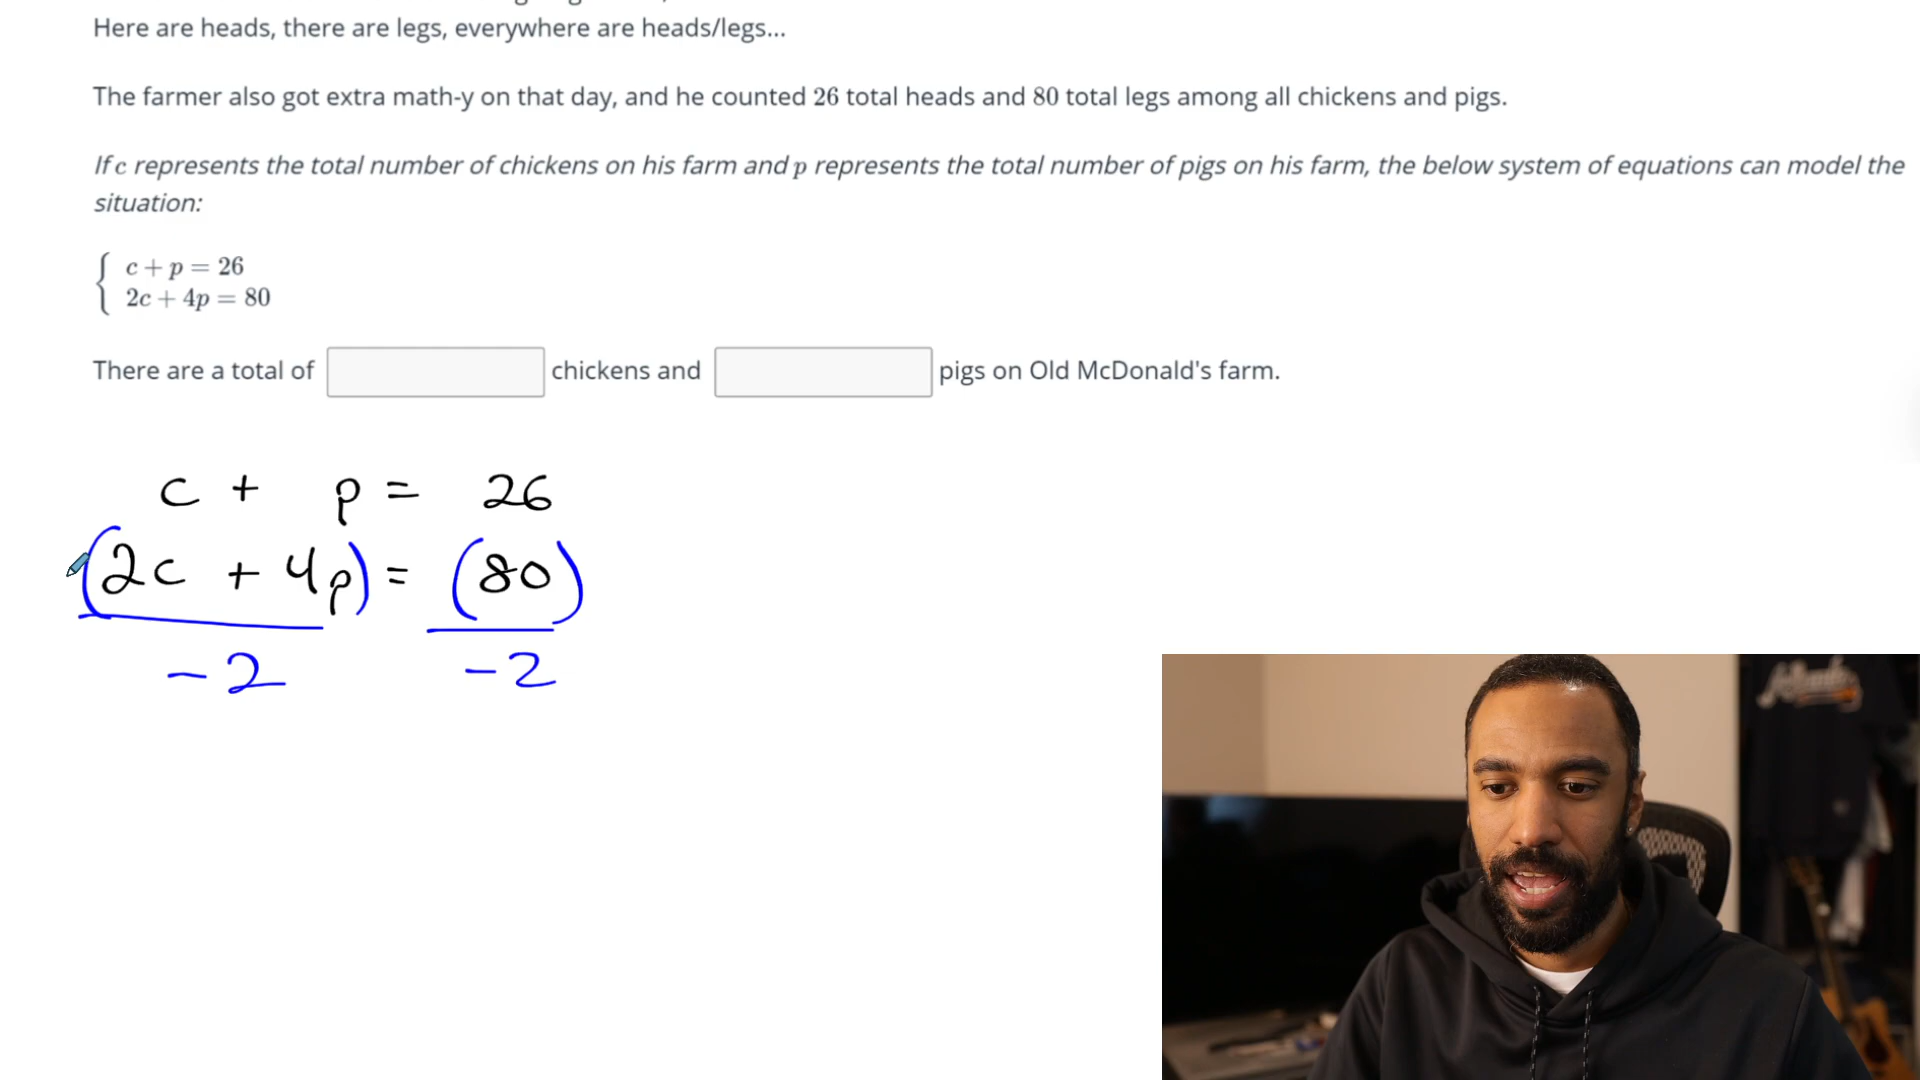 Here are heads, there are legs, everywhere are heads/legs...
The farmer also got extra math-y on that day, and he counted 26 total heads and 80 total legs among all chickens and pigs.
If c represents the total number of chickens on his farm and p represents the total number of pigs on his farm, the below system of equations can model the
situation:
c + p = 26
2c + 4p = 80
There are a total of chickens and pigs on Old McDonald's farm.
c + p = 26
(2c + 4p) = (80)
-2 -2